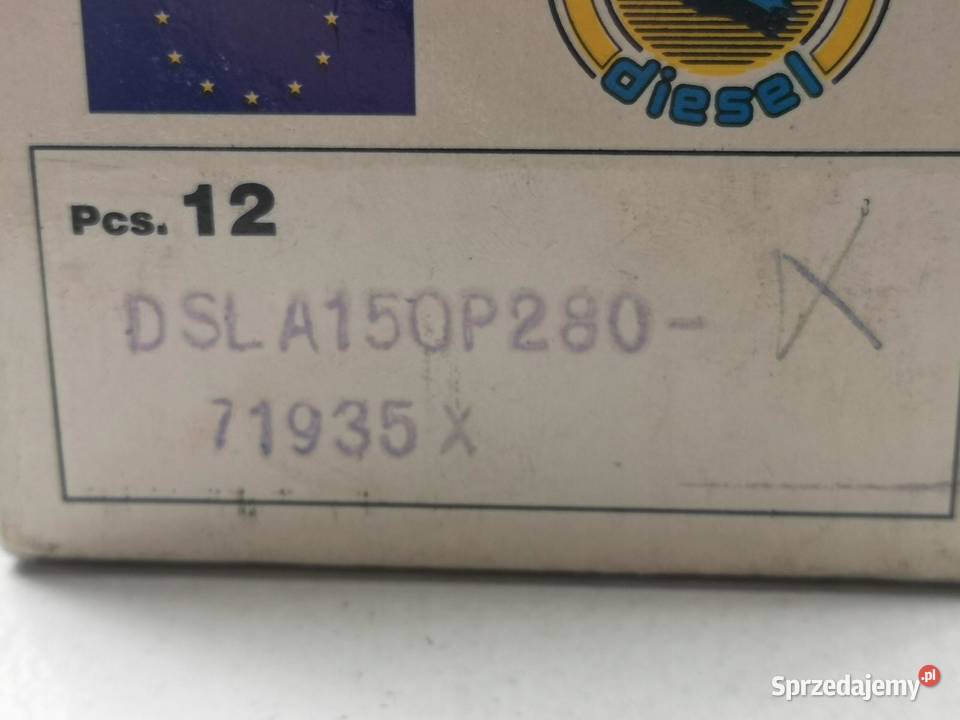 diesel
Pcs. 12
DSLA150P280-
71935X
Sprzedajemy.pl